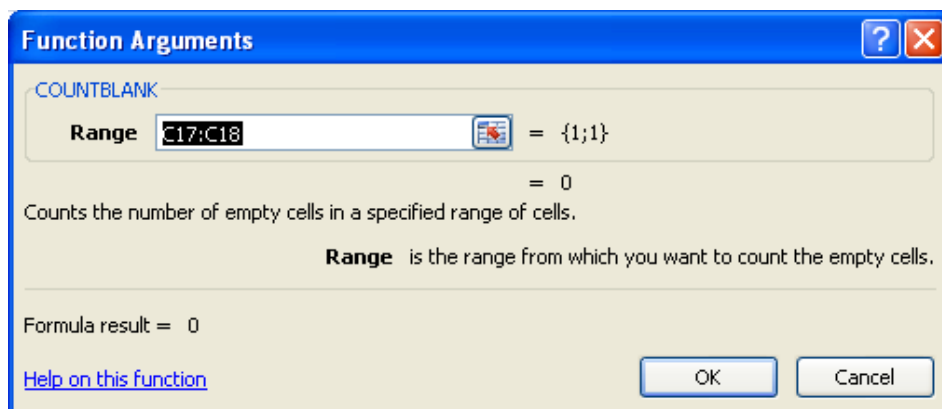 Function Arguments
COUNTBLANK
Range C17:C18 = {1;1}
= 0
Counts the number of empty cells in a specified range of cells.
Range is the range from which you want to count the empty cells.
Formula result = 0
Help on this function OK Cancel